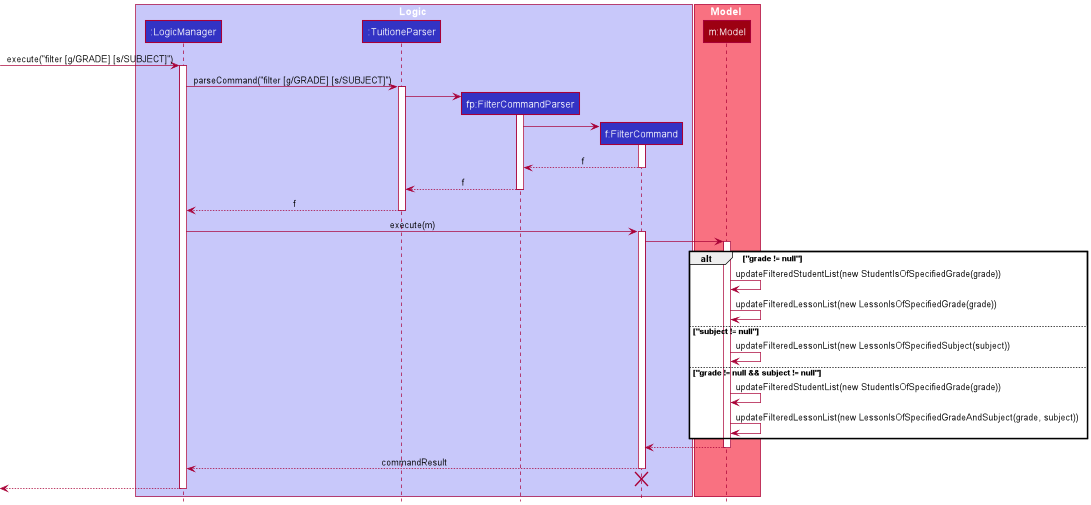 Logic
Model
:LogicManager
:TuitioneParser
m:Model
execute("filter [g/GRADE] [s/SUBJECT]")
parseCommand("filter [g/GRADE] [s/SUBJECT]")
fp:FilterCommandParser
f:FilterCommand
f
f
f
execute(m)
alt
["grade != null"]
updateFilteredStudentList(new StudentIsOfSpecifiedGrade(grade))
updateFilteredLessonList(new LessonIsOfSpecifiedGrade(grade))
["subject != null"]
updateFilteredLessonList(new LessonIsOfSpecifiedSubject(subject))
["grade != null && subject != null"]
updateFilteredStudentList(new StudentIsOfSpecifiedGrade(grade))
updateFilteredLessonList(new LessonIsOfSpecifiedGradeAndSubject(grade, subject))
commandResult